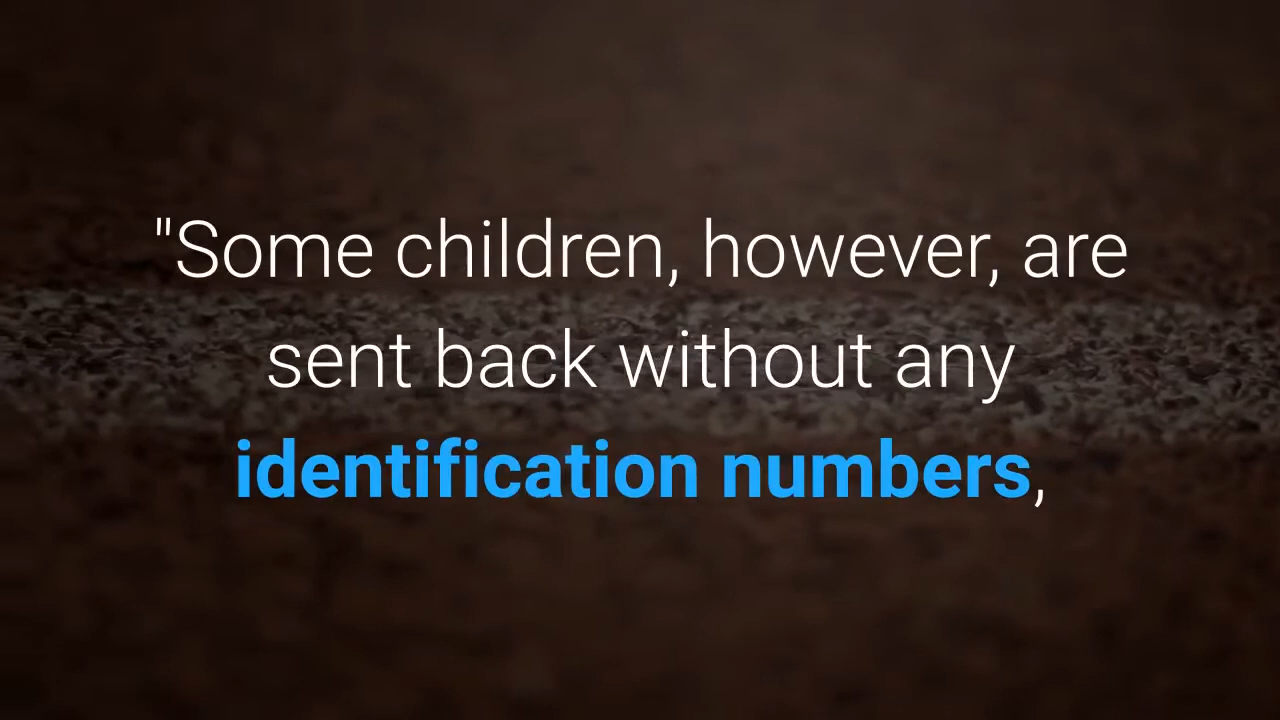 "Some children, however, are
sent back without any
identification numbers,